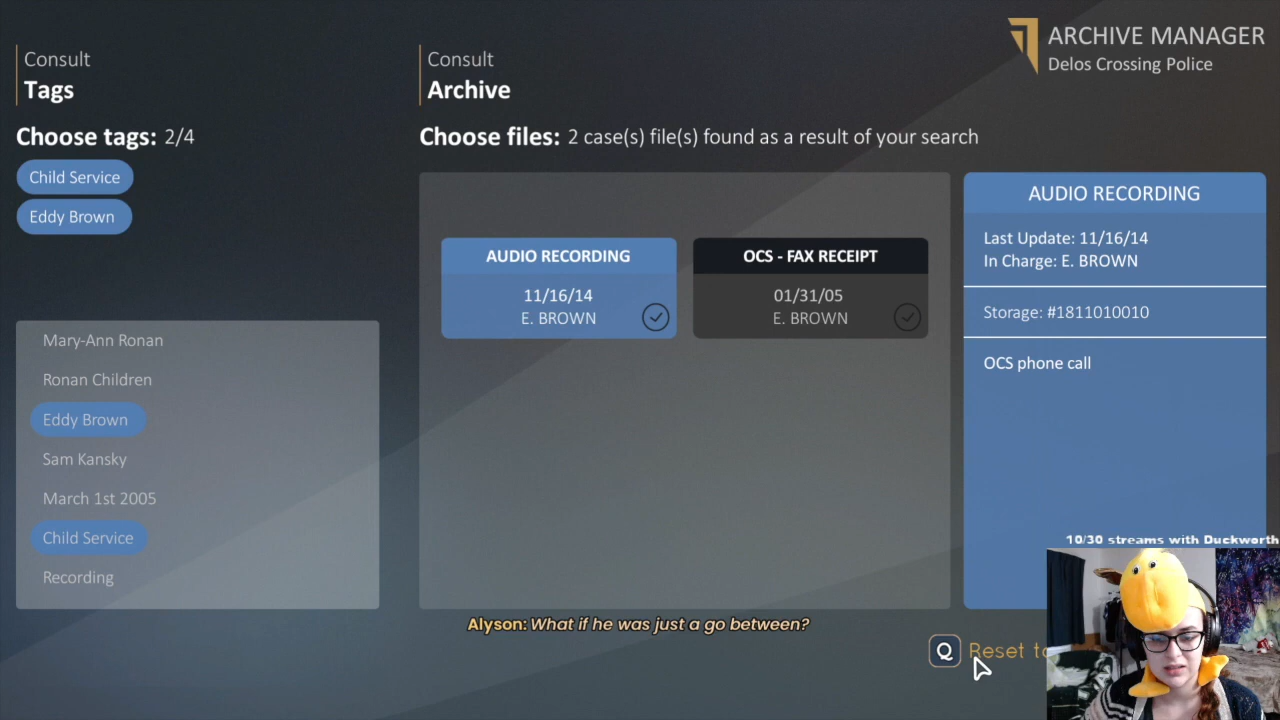 Consult
Tags
Choose tags: 2/4
Child Service
Eddy Brown
Mary-Ann Ronan
Ronan Children
Eddy Brown
Sam Kansky
March 1st 2005
Child Service
Recording
Consult
Archive
Choose files: 2 case(s) file(s) found as a result of your search
AUDIO RECORDING
11/16/14
E. BROWN
OCS - FAX RECEIPT
01/31/05
E. BROWN
ARCHIVE MANAGER
Delos Crossing Police
AUDIO RECORDING
Last Update: 11/16/14
In Charge: E. BROWN
Storage: #1811010010
OCS phone call
10/30 streams with Duckworth
Alyson: What if he was just a go between?
Q Reset